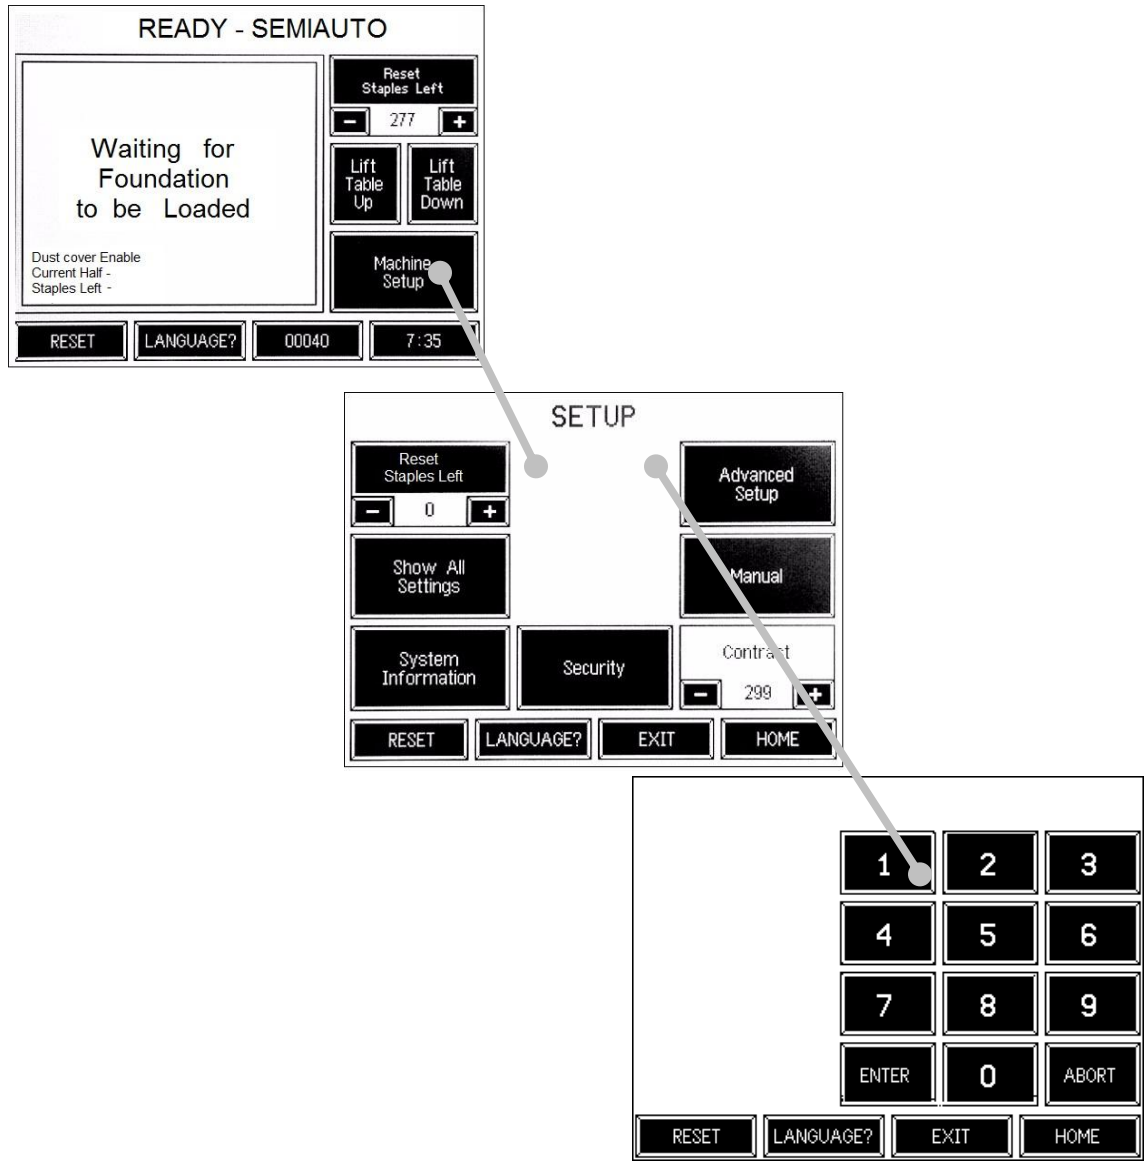 READY - SEMIAUTO
Waiting for
Foundation
to be Loaded
Dust cover Enable
Current Half -
Staples Left -
Reset
Staples Left
- 277 +
Lift
Table
Up
Lift
Table
Down
Machine
Setup
RESET LANGUAGE? 00040 7:35
SETUP
Reset
Staples Left
- 0 +
Show All
Settings
System
Information
Security
Advanced
Setup
Manual
Contrast
- 299 +
RESET LANGUAGE? EXIT HOME
1 2 3
4 5 6
7 8 9
ENTER 0 ABORT
RESET LANGUAGE? EXIT HOME